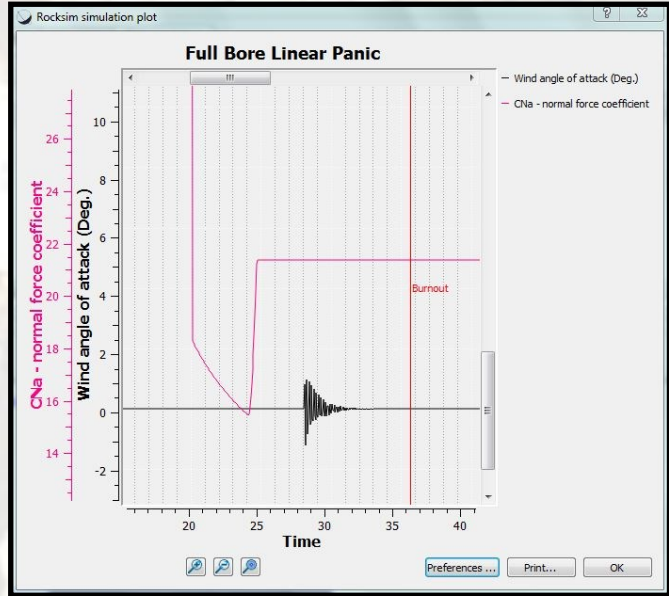 Rocksim simulation plot
Full Bore Linear Panic
Wind angle of attack (Deg.)
CNa - normal force coefficient
CNa - normal force coefficient
26
24
22
20
18
16
14
Wind angle of attack (Deg.)
10
8
6
4
2
0
-2
Burnout
20 25 30 35 40
Time
Preferences ... Print... OK